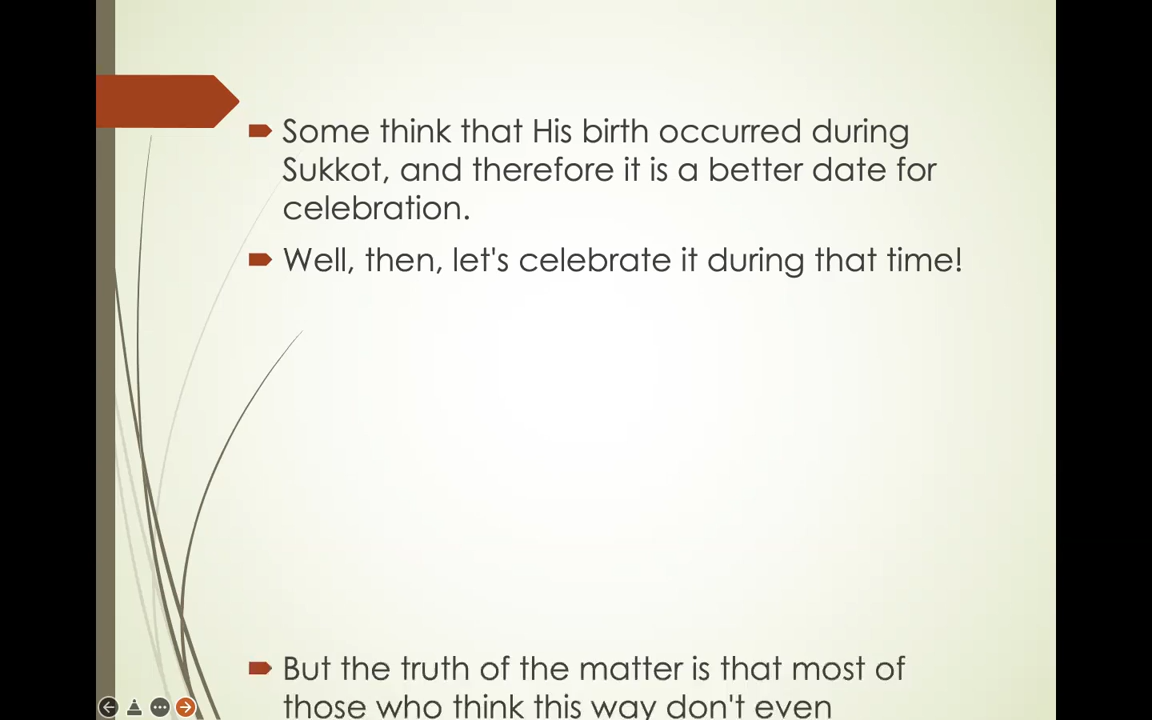 Some think that His birth occurred during
Sukkot, and therefore it is a better date for
celebration.
Well, then, let's celebrate it during that time!
But the truth of the matter is that most of
those who think this way don't even